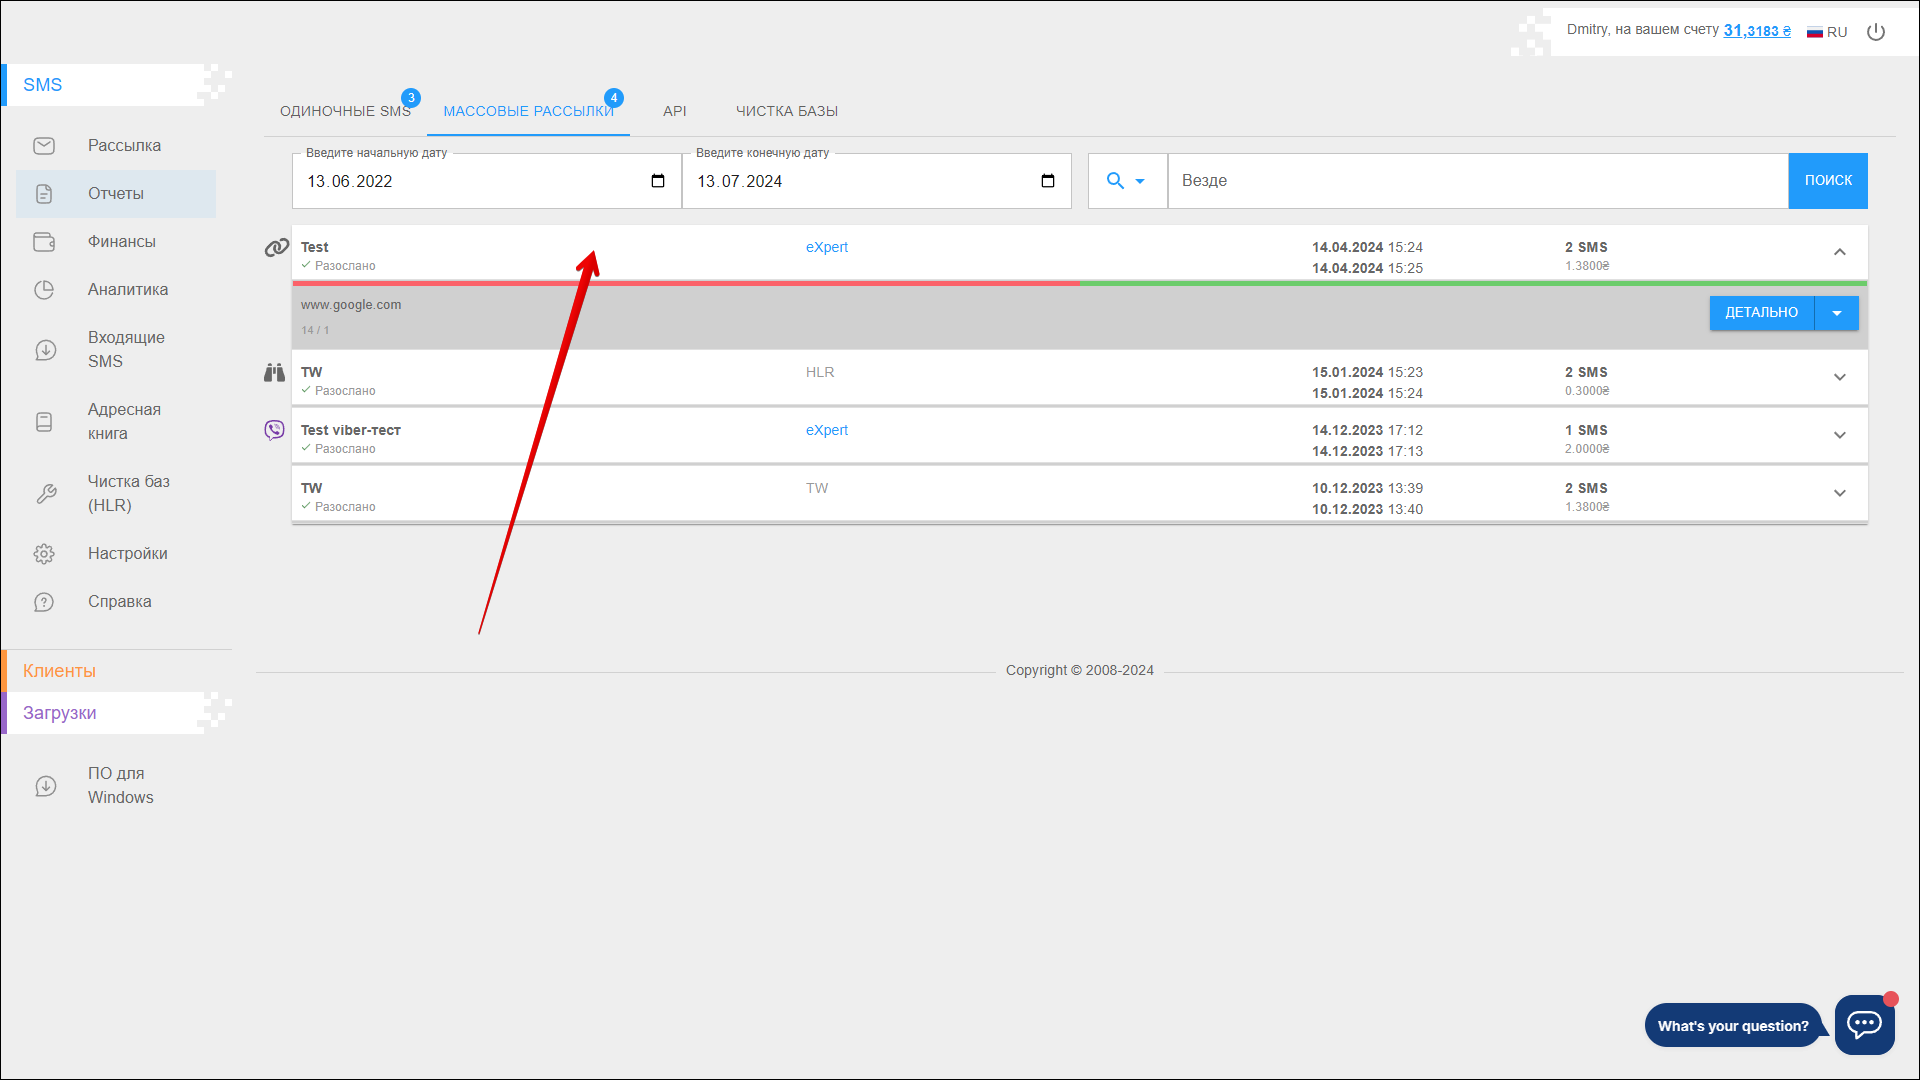 Dmitry, на вашем счету 31,3183 ₴ RU
SMS
Рассылка
Отчеты
Финансы
Аналитика
Входящие
SMS
Адресная
книга
Чистка баз
(HLR)
Настройки
Справка
Клиенты
Загрузки
ПО для
Windows
ОДИНОЧНЫЕ SMS 3 МАССОВЫЕ РАССЫЛКИ 4 API ЧИСТКА БАЗЫ
Введите начальную дату Введите конечную дату
13.06.2022 13.07.2024 Везде ПОИСК
Test eXpert 14.04.2024 15:24 2 SMS
Разослано 14.04.2024 15:25 1.3800₴
www.google.com ДЕТАЛЬНО
14 / 1
TW HLR 15.01.2024 15:23 2 SMS
Разослано 15.01.2024 15:24 0.3000₴
Test viber-тест eXpert 14.12.2023 17:12 1 SMS
Разослано 14.12.2023 17:13 2.0000₴
TW TW 10.12.2023 13:39 2 SMS
Разослано 10.12.2023 13:40 1.3800₴
Copyright © 2008-2024
What's your question?